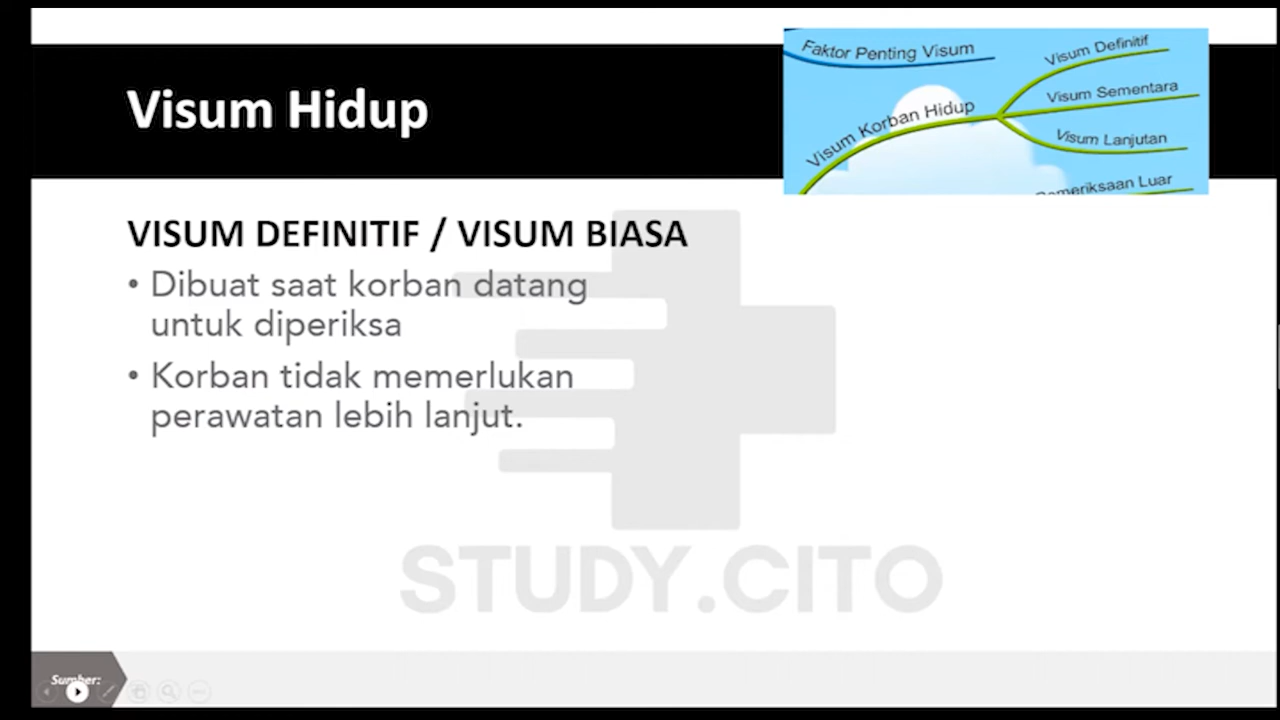 Visum Hidup
Faktor Penting Visum
Visum Korban Hidup
Visum Definitif
Visum Sementara
Visum Lanjutan
Pemeriksaan Luar
VISUM DEFINITIF / VISUM BIASA
• Dibuat saat korban datang
untuk diperiksa
• Korban tidak memerlukan
perawatan lebih lanjut.
STUDY.CITO
Sumber: